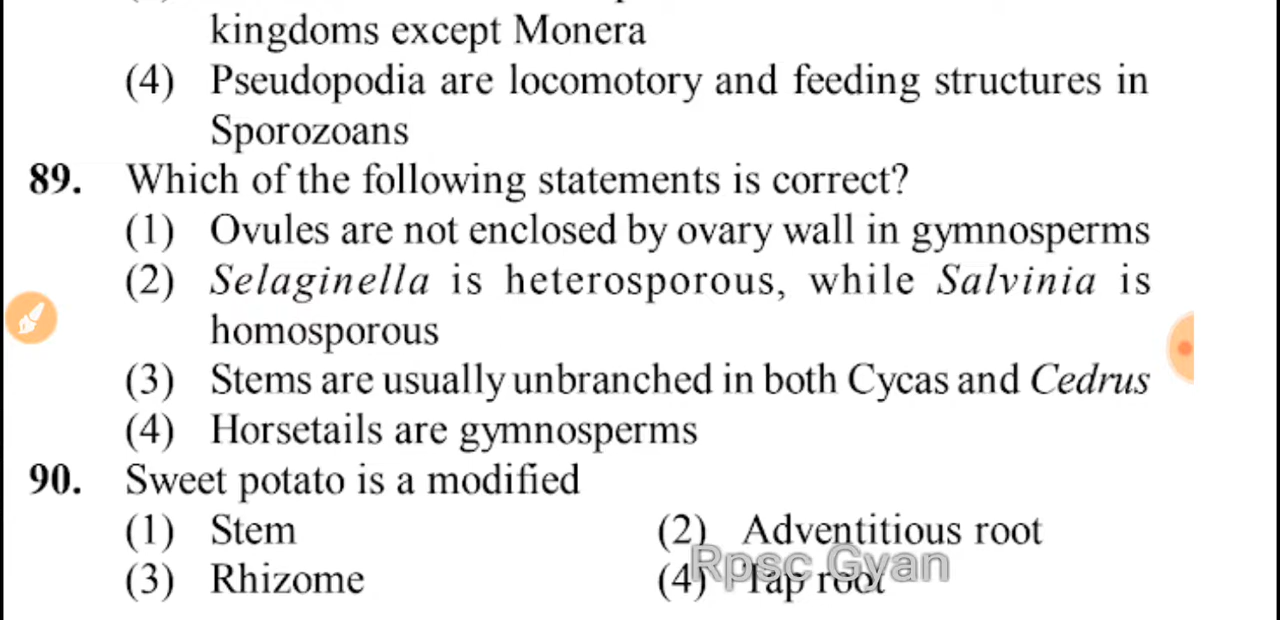 kingdoms except Monera
(4) Pseudopodia are locomotory and feeding structures in
Sporozoans
89. Which of the following statements is correct?
(1) Ovules are not enclosed by ovary wall in gymnosperms
(2) Selaginella is heterosporous, while Salvinia is
homosporous
(3) Stems are usually unbranched in both Cycas and Cedrus
(4) Horsetails are gymnosperms
90. Sweet potato is a modified
(1) Stem (2) Adventitious root
(3) Rhizome (4) Tap root
Rpsc Gyan